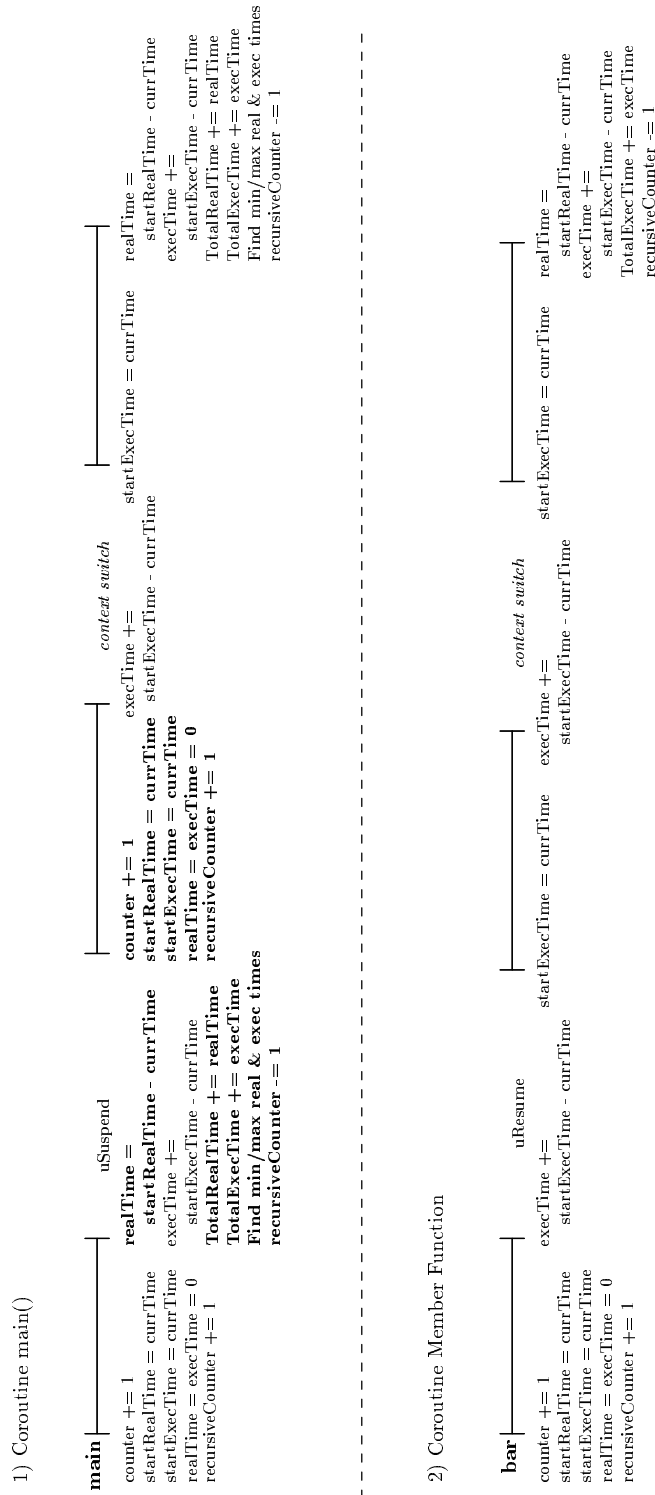 1) Coroutine main()
main
counter += 1
startRealTime = currTime
startExecTime = currTime
realTime = execTime = 0
recursiveCounter += 1
uSuspend
realTime =
startRealTime - currTime
execTime +=
startExecTime - currTime
TotalRealTime += realTime
TotalExecTime += execTime
Find min/max real & exec times
recursiveCounter -= 1
counter += 1
startRealTime = currTime
startExecTime = currTime
realTime = execTime = 0
recursiveCounter += 1
context switch
execTime +=
startExecTime - currTime
startExecTime = currTime
realTime =
startRealTime - currTime
execTime +=
startExecTime - currTime
TotalRealTime += realTime
TotalExecTime += execTime
Find min/max real & exec times
recursiveCounter -= 1
2) Coroutine Member Function
bar
counter += 1
startRealTime = currTime
startExecTime = currTime
realTime = execTime = 0
recursiveCounter += 1
uResume
execTime +=
startExecTime - currTime
startExecTime = currTime
context switch
execTime +=
startExecTime - currTime
startExecTime = currTime
realTime =
startRealTime - currTime
execTime +=
startExecTime - currTime
TotalExecTime += execTime
recursiveCounter -= 1